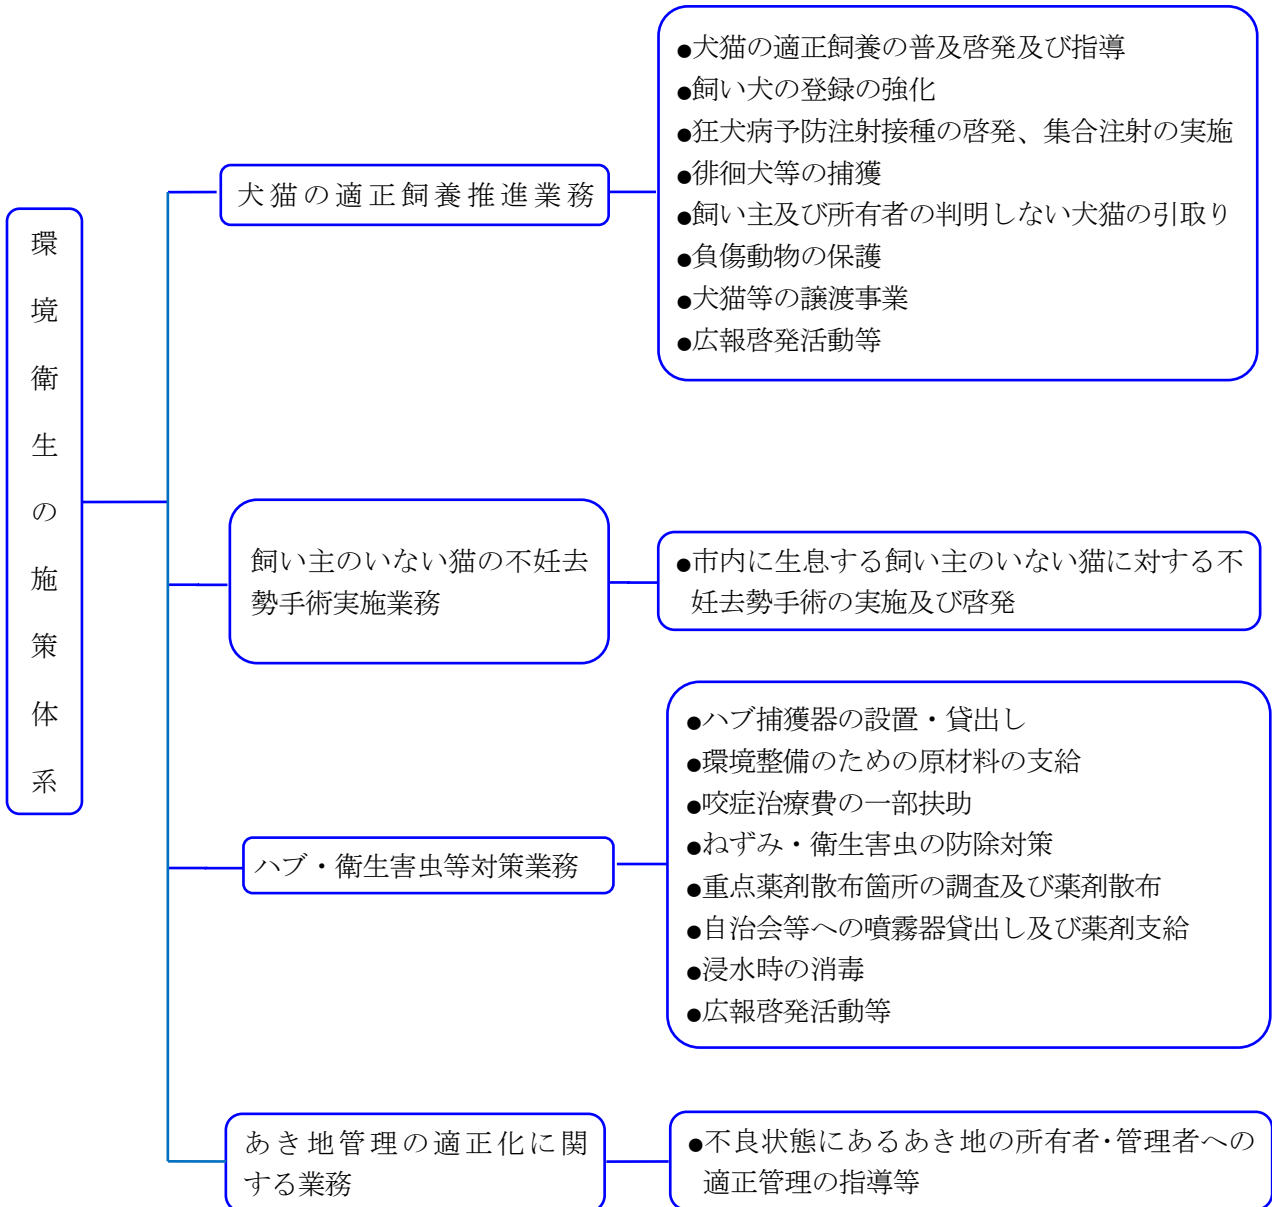 環境衛生の施策体系
犬猫の適正飼養推進業務
●犬猫の適正飼養の普及啓発及び指導
●飼い犬の登録の強化
●狂犬病予防注射接種の啓発、集合注射の実施
●徘徊犬等の捕獲
●飼い主及び所有者の判明しない犬猫の引取り
●負傷動物の保護
●犬猫等の譲渡事業
●広報啓発活動等
飼い主のいない猫の不妊去
勢手術実施業務
●市内に生息する飼い主のいない猫に対する不
妊去勢手術の実施及び啓発
ハブ・衛生害虫等対策業務
●ハブ捕獲器の設置・貸出し
●環境整備のための原材料の支給
●咬症治療費の一部扶助
●ねずみ・衛生害虫の防除対策
●重点薬剤散布箇所の調査及び薬剤散布
●自治会等への噴霧器貸出し及び薬剤支給
●浸水時の消毒
●広報啓発活動等
あき地管理の適正化に関
する業務
●不良状態にあるあき地の所有者・管理者への
適正管理の指導等